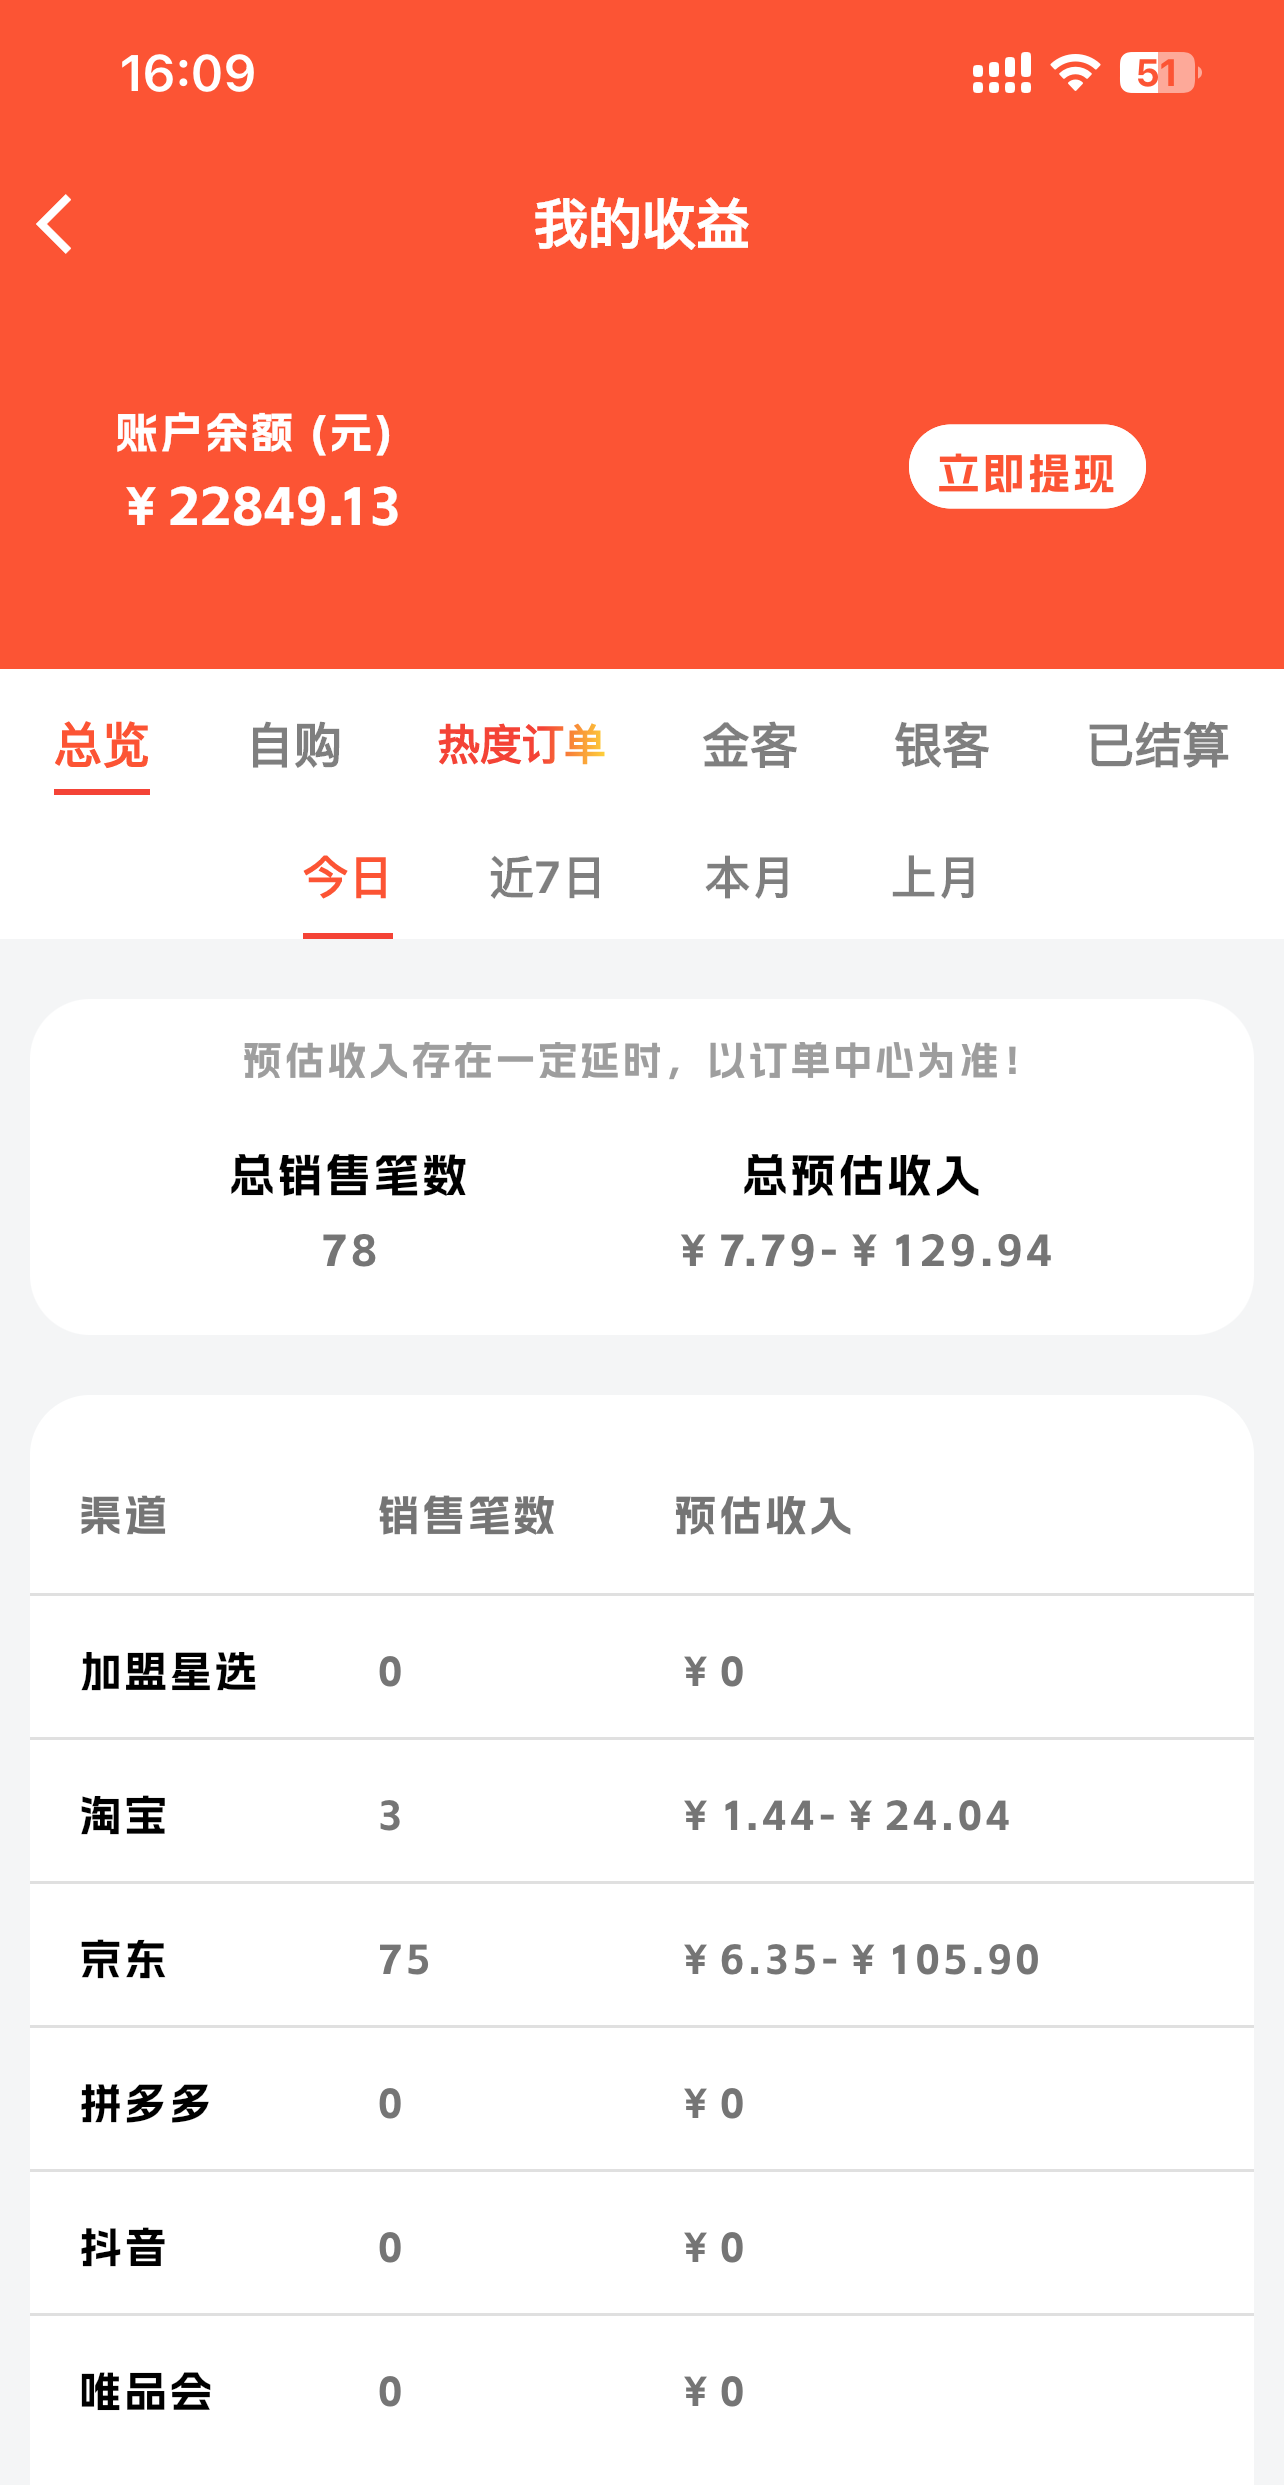 16:09
51
我的收益
账户余额 (元)
¥22849.13
立即提现
总览 自购 热度订单 金客 银客 已结算
今日 近7日 本月 上月
预估收入存在一定延时，以订单中心为准！
总销售笔数 总预估收入
78 ¥7.79-¥129.94
渠道 销售笔数 预估收入
加盟星选 0 ¥0
淘宝 3 ¥1.44-¥24.04
京东 75 ¥6.35-¥105.90
拼多多 0 ¥0
抖音 0 ¥0
唯品会 0 ¥0